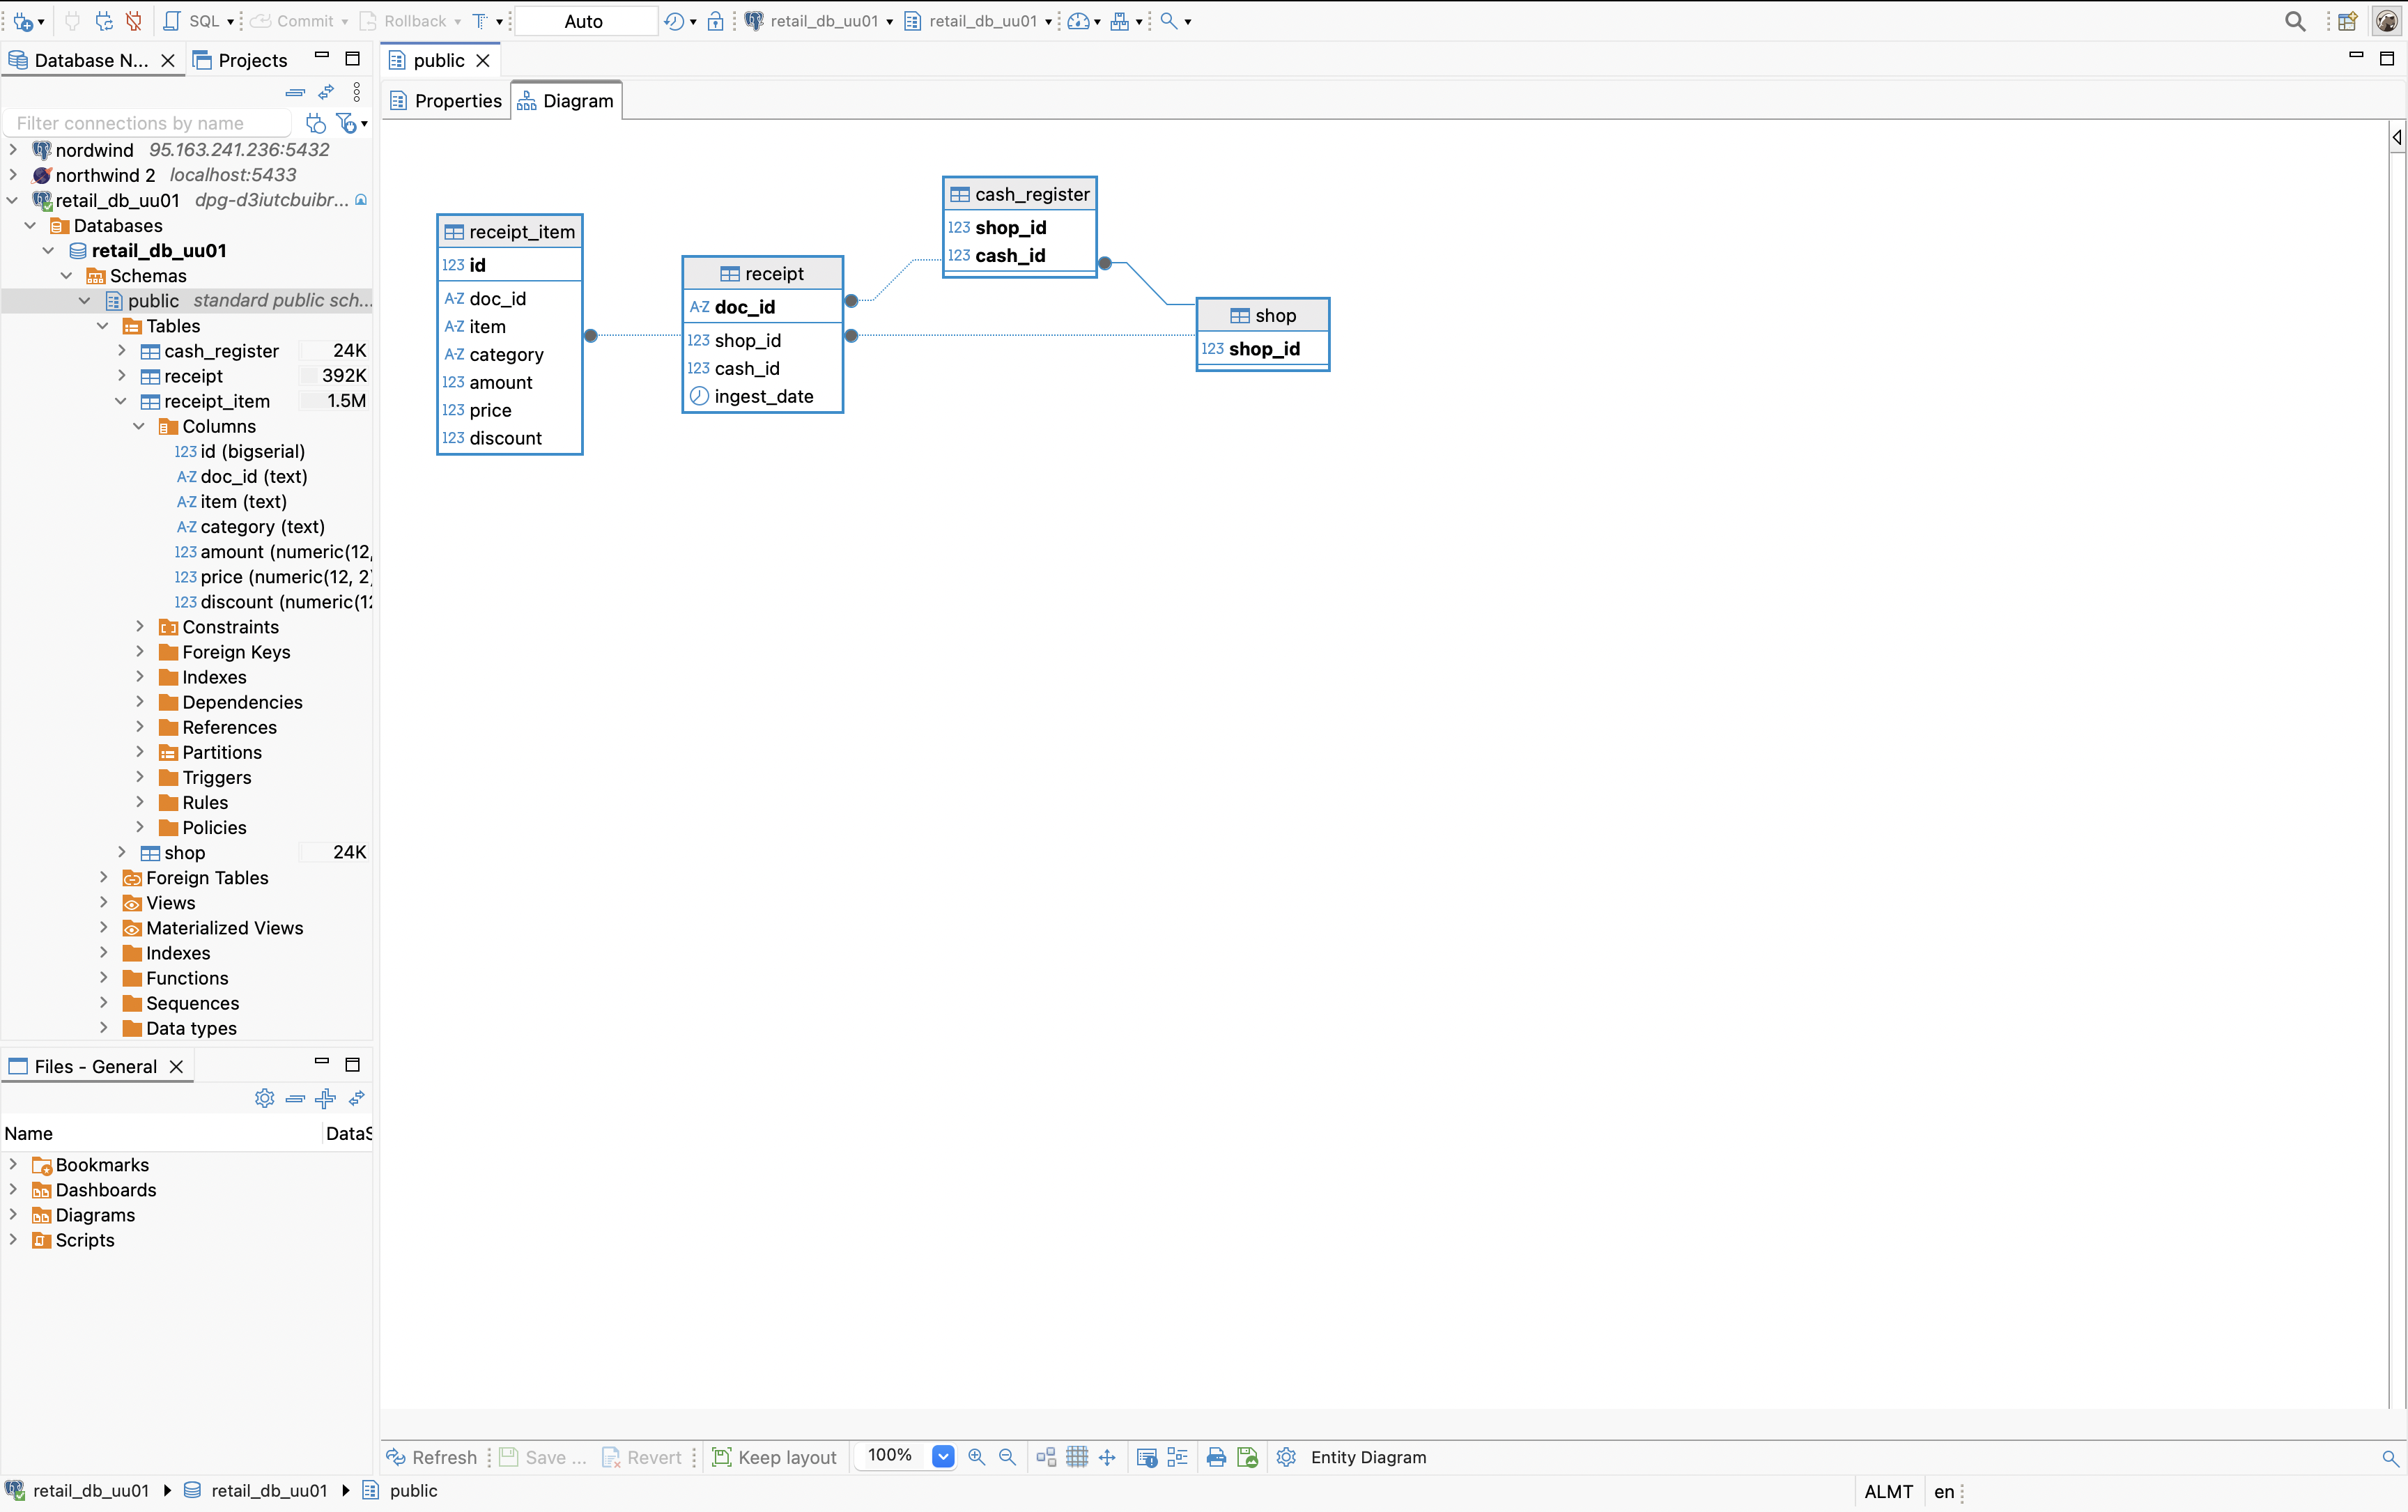 SQL Commit Rollback Auto retail_db_uu01 retail_db_uu01
Database N... Projects
Filter connections by name
nordwind 95.163.241.236:5432
northwind 2 localhost:5433
retail_db_uu01 dpg-d3iutcbuibr...
Databases
retail_db_uu01
Schemas
public standard public sch...
Tables
cash_register 24K
receipt 392K
receipt_item 1.5M
Columns
123 id (bigserial)
A-Z doc_id (text)
A-Z item (text)
A-Z category (text)
123 amount (numeric(12,
123 price (numeric(12, 2)
123 discount (numeric(12
Constraints
Foreign Keys
Indexes
Dependencies
References
Partitions
Triggers
Rules
Policies
shop 24K
Foreign Tables
Views
Materialized Views
Indexes
Functions
Sequences
Data types
Files - General
Name DataS
Bookmarks
Dashboards
Diagrams
Scripts
public
Properties Diagram
receipt_item
123 id
A-Z doc_id
A-Z item
A-Z category
123 amount
123 price
123 discount
receipt
A-Z doc_id
123 shop_id
123 cash_id
ingest_date
cash_register
123 shop_id
123 cash_id
shop
123 shop_id
Refresh Save ... Revert Keep layout 100% Entity Diagram
retail_db_uu01 retail_db_uu01 public
ALMT en